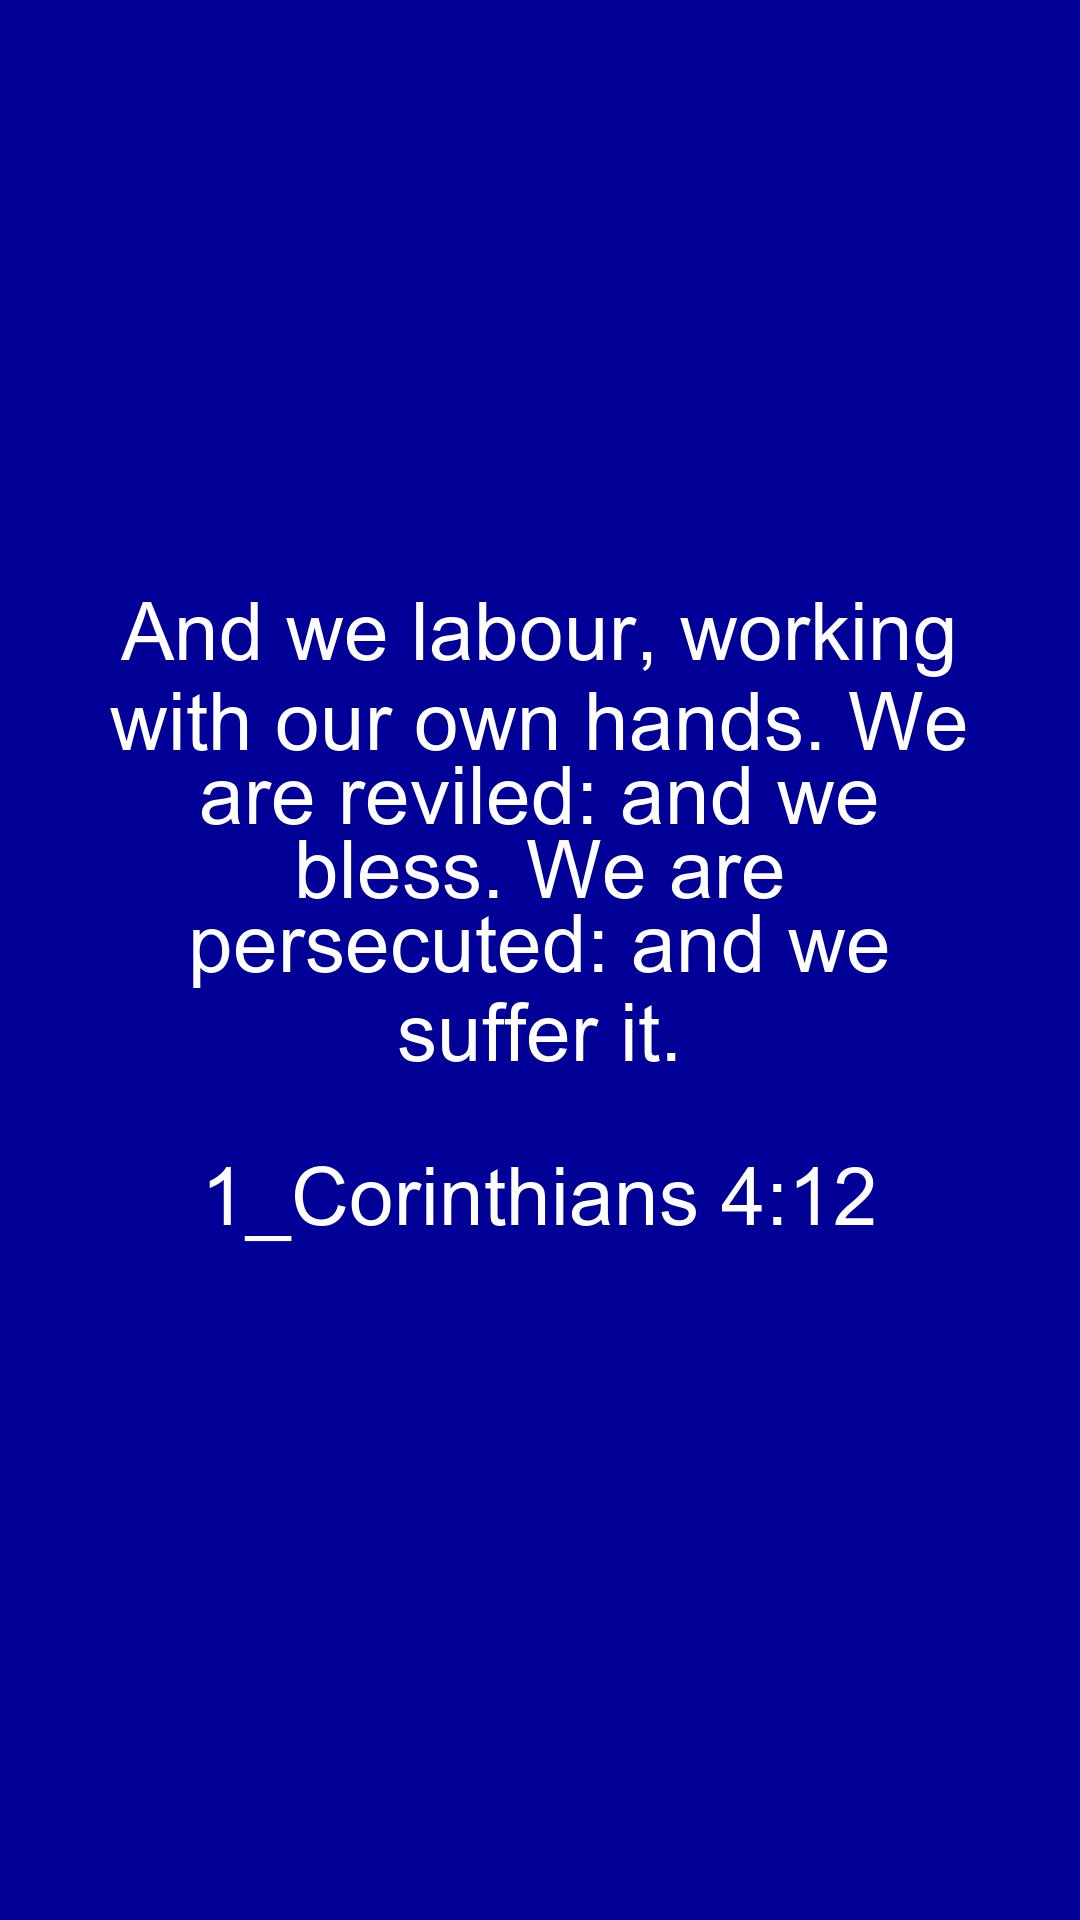 And we labour, working
with our own hands. We
are reviled: and we
bless. We are
persecuted: and we
suffer it.
1_Corinthians 4:12